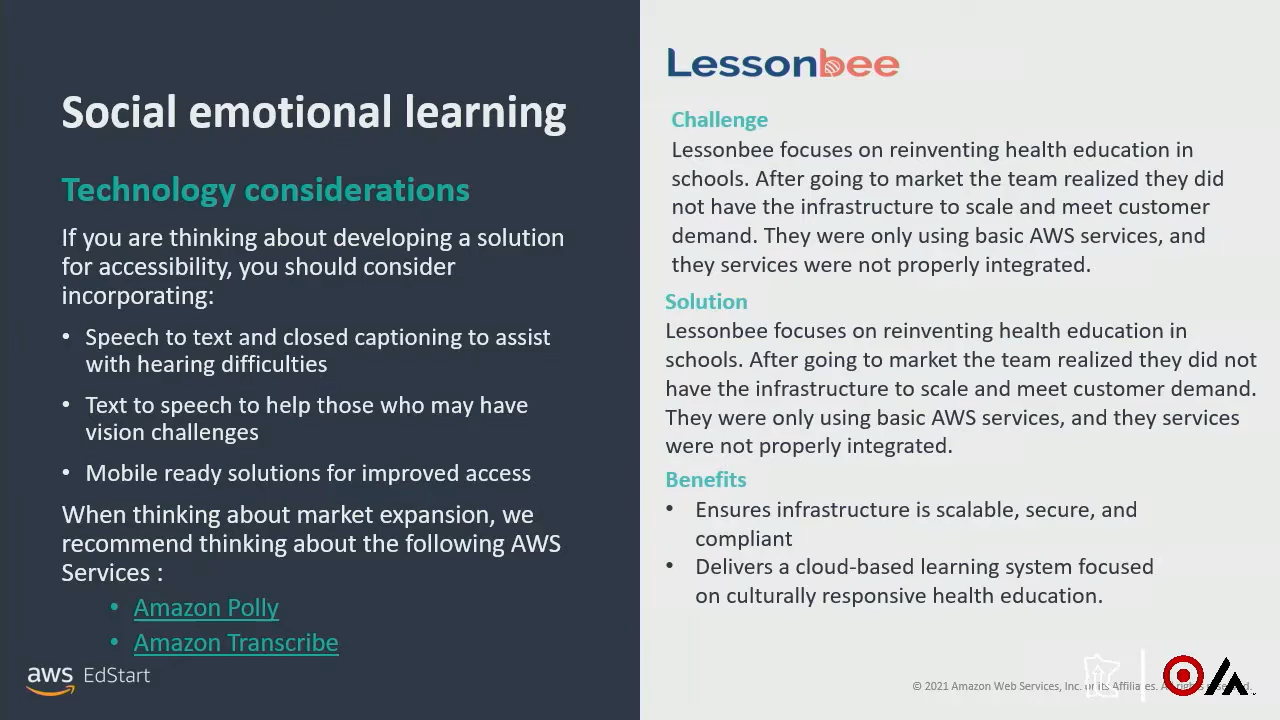 Social emotional learning
Technology considerations
If you are thinking about developing a solution
for accessibility, you should consider
incorporating:
• Speech to text and closed captioning to assist
with hearing difficulties
• Text to speech to help those who may have
vision challenges
• Mobile ready solutions for improved access
When thinking about market expansion, we
recommend thinking about the following AWS
Services :
• Amazon Polly
• Amazon Transcribe
aws EdStart
Lessonbee
Challenge
Lessonbee focuses on reinventing health education in
schools. After going to market the team realized they did
not have the infrastructure to scale and meet customer
demand. They were only using basic AWS services, and
they services were not properly integrated.
Solution
Lessonbee focuses on reinventing health education in
schools. After going to market the team realized they did not
have the infrastructure to scale and meet customer demand.
They were only using basic AWS services, and they services
were not properly integrated.
Benefits
• Ensures infrastructure is scalable, secure, and
compliant
• Delivers a cloud-based learning system focused
on culturally responsive health education.
© 2021 Amazon Web Services, Inc. or its Affiliates. All rights reserved.